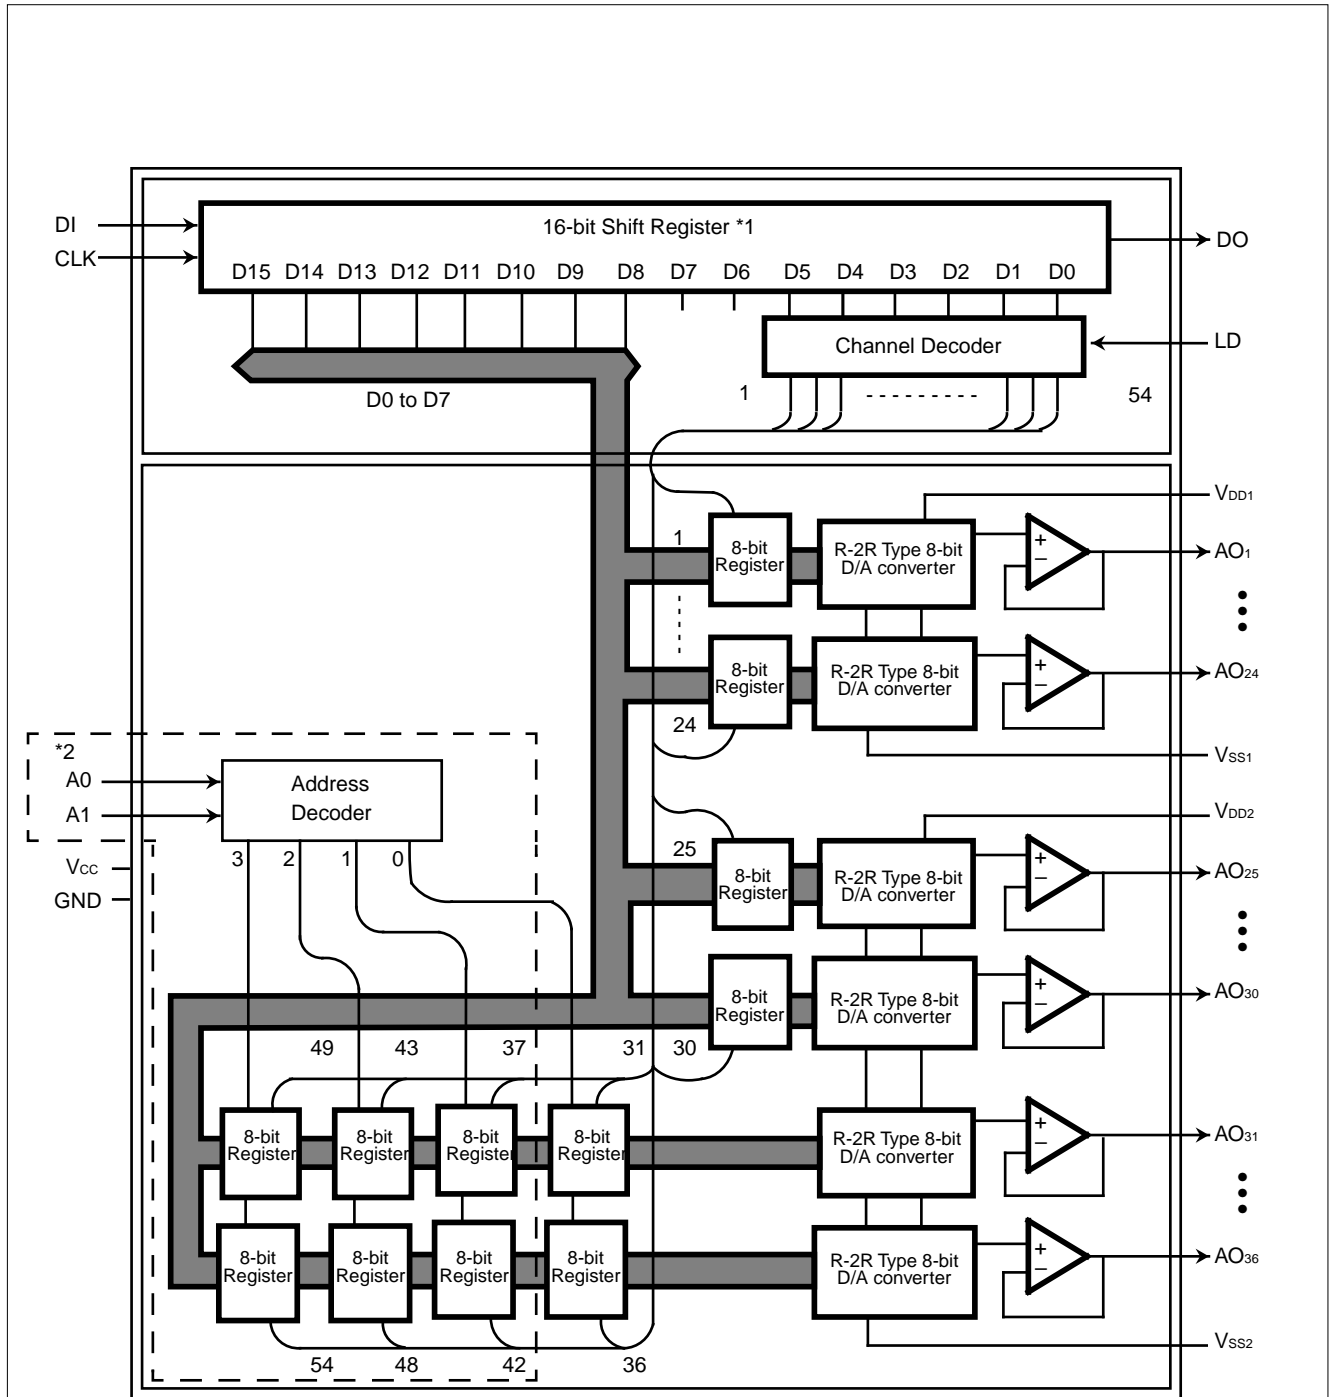 DI
CLK
16-bit Shift Register *1
DO
D15 D14 D13 D12 D11 D10 D9 D8 D7 D6 D5 D4 D3 D2 D1 D0
Channel Decoder
LD
D0 to D7
1
54
VDD1
1
8-bit
Register
R-2R Type 8-bit
D/A converter
+
−
AO1
8-bit
Register
R-2R Type 8-bit
D/A converter
+
−
AO24
24
VSS1
*2
A0
A1
Address
Decoder
3 2 1 0
VCC
GND
VDD2
25
8-bit
Register
R-2R Type 8-bit
D/A converter
+
−
AO25
8-bit
Register
R-2R Type 8-bit
D/A converter
+
−
AO30
49 43 37 31 30
8-bit
Register
8-bit
Register
8-bit
Register
8-bit
Register
R-2R Type 8-bit
D/A converter
+
−
AO31
8-bit
Register
8-bit
Register
8-bit
Register
8-bit
Register
R-2R Type 8-bit
D/A converter
+
−
AO36
54 48 42 36
VSS2